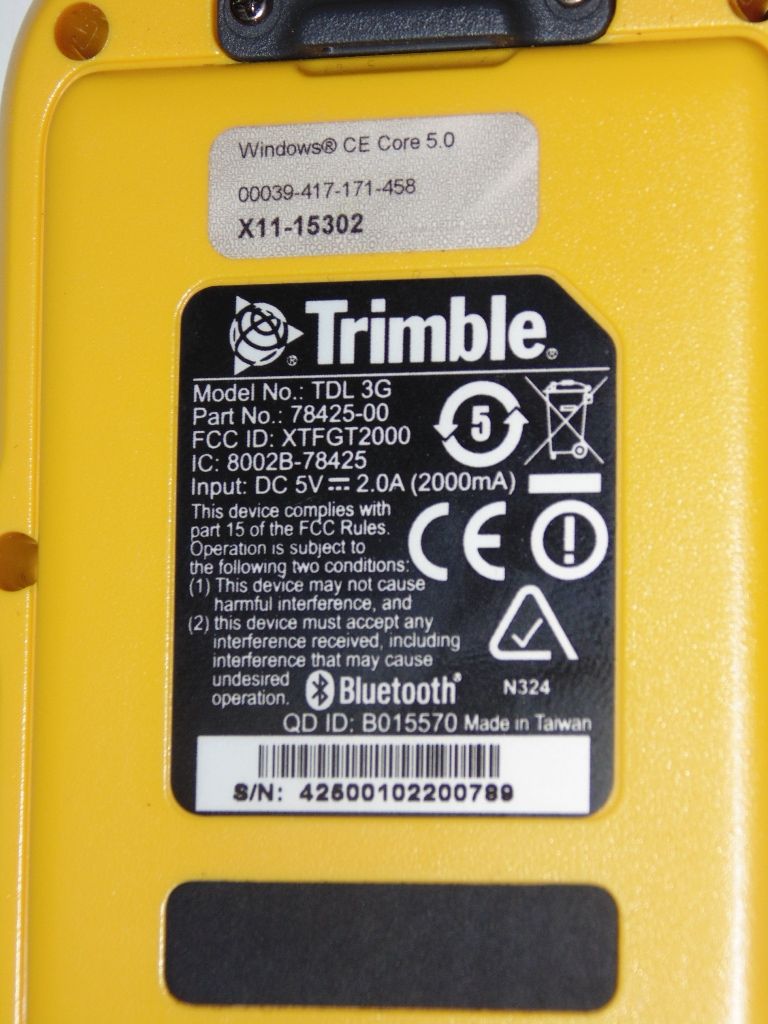 Windows® CE Core 5.0
00039-417-171-458
X11-15302
Trimble®
Model No.: TDL 3G
Part No.: 78425-00
FCC ID: XTFGT2000
IC: 8002B-78425
Input: DC 5V ⎓ 2.0A (2000mA)
5
This device complies with
part 15 of the FCC Rules.
Operation is subject to
the following two conditions:
(1) This device may not cause
harmful interference, and
(2) this device must accept any
interference received, including
interference that may cause
undesired
operation.
CE
N324
Bluetooth®
QD ID: B015570 Made in Taiwan
S/N: 42500102200789